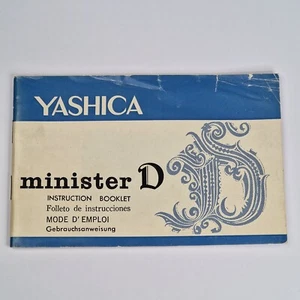 YASHICA
minister D
INSTRUCTION BOOKLET
Folleto de instrucciones
MODE D'EMPLOI
Gebrauchsanweisung
D